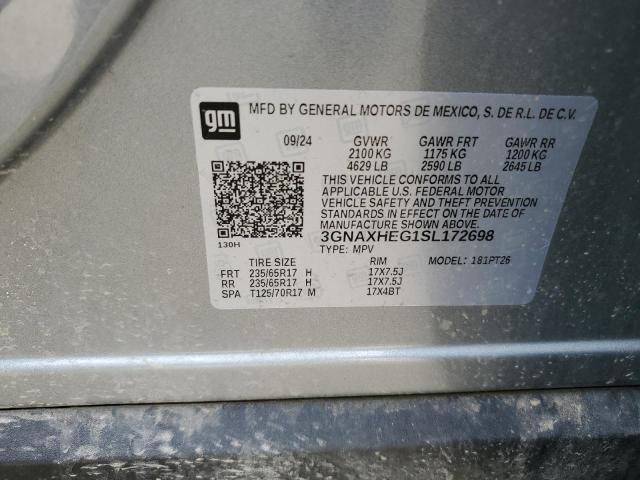 gm MFD BY GENERAL MOTORS DE MEXICO, S. DE R.L. DE C.V.
09/24 GVWR GAWR FRT GAWR RR
2100 KG 1175 KG 1200 KG
4629 LB 2590 LB 2645 LB
THIS VEHICLE CONFORMS TO ALL
APPLICABLE U.S. FEDERAL MOTOR
VEHICLE SAFETY AND THEFT PREVENTION
STANDARDS IN EFFECT ON THE DATE OF
MANUFACTURE SHOWN ABOVE.
130H 3GNAXHEG1SL172698
TYPE: MPV MODEL: 181PT26
TIRE SIZE RIM
FRT 235/65R17 H 17X7.5J
RR 235/65R17 H 17X7.5J
SPA T125/70R17 M 17X4BT